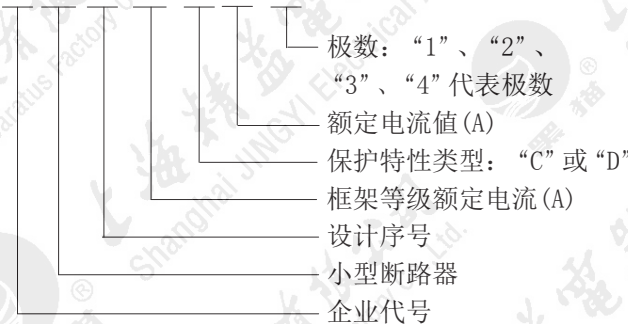 极数：“1”、“2”、
“3”、“4”代表极数
额定电流值(A)
保护特性类型：“C”或“D”
框架等级额定电流(A)
设计序号
小型断路器
企业代号